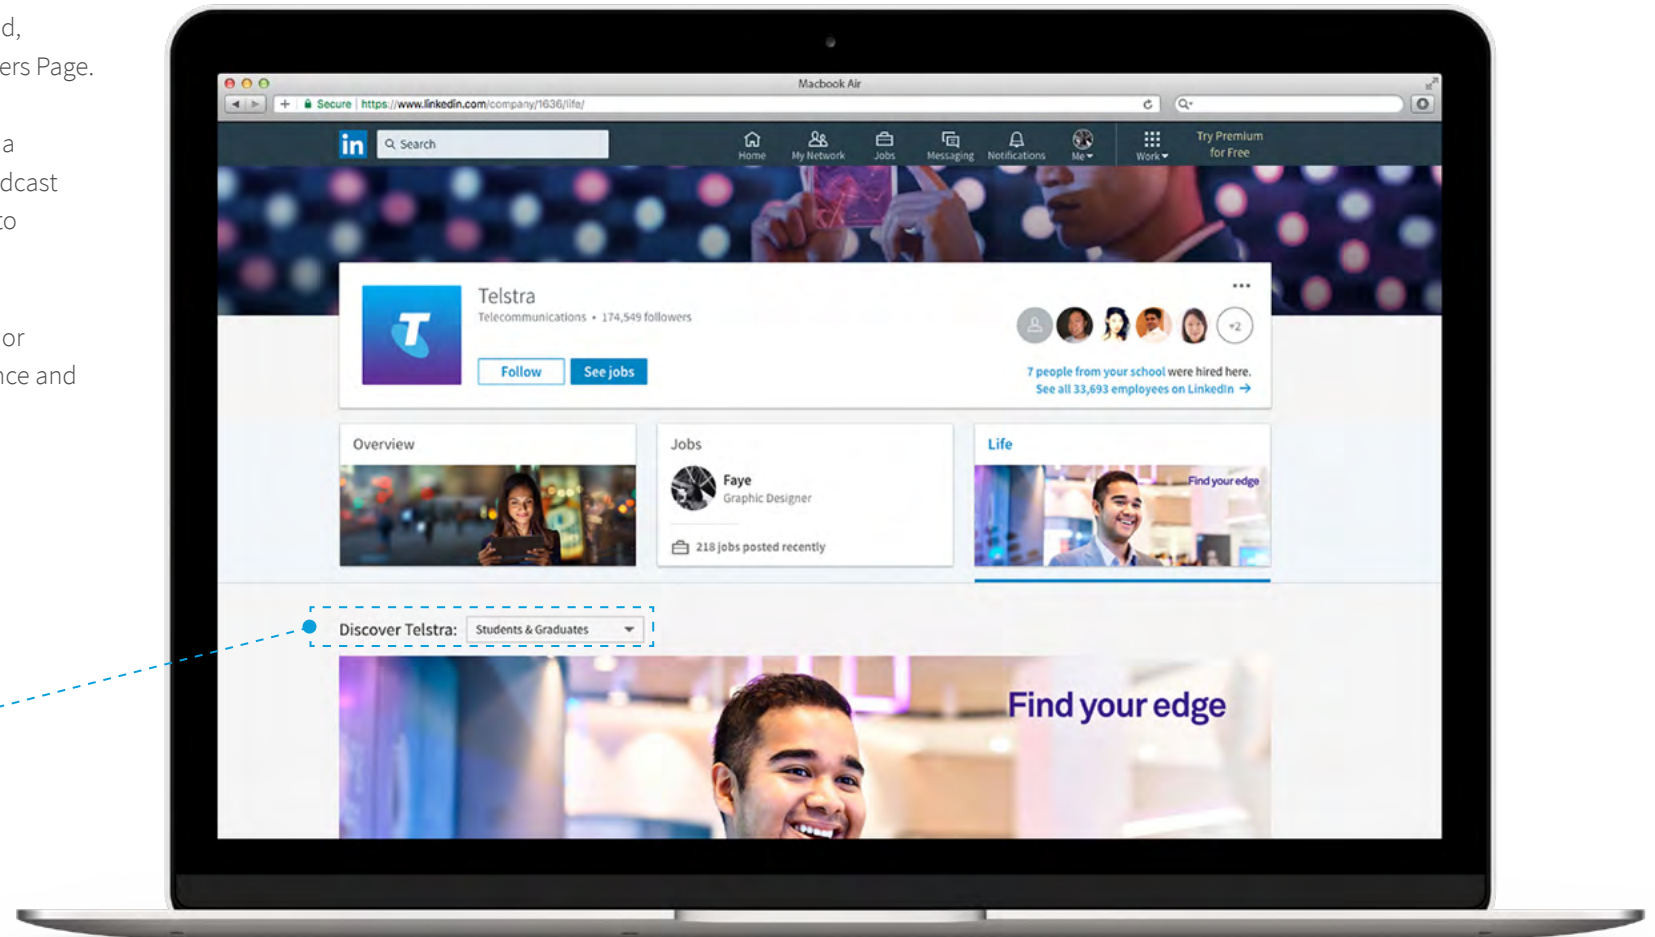 d,
ers Page.
a
dcast
to
or
nce and
Macbook Air
Secure | https://www.linkedin.com/company/1636/life/
in
Search
Home
My Network
Jobs
Messaging
Notifications
Me
Work
Try Premium
for Free
T
Telstra
Telecommunications • 174,549 followers
Follow
See jobs
+2
7 people from your school were hired here.
See all 33,693 employees on LinkedIn →
Overview
Jobs
Faye
Graphic Designer
218 jobs posted recently
Life
Find your edge
Discover Telstra: Students & Graduates
Find your edge